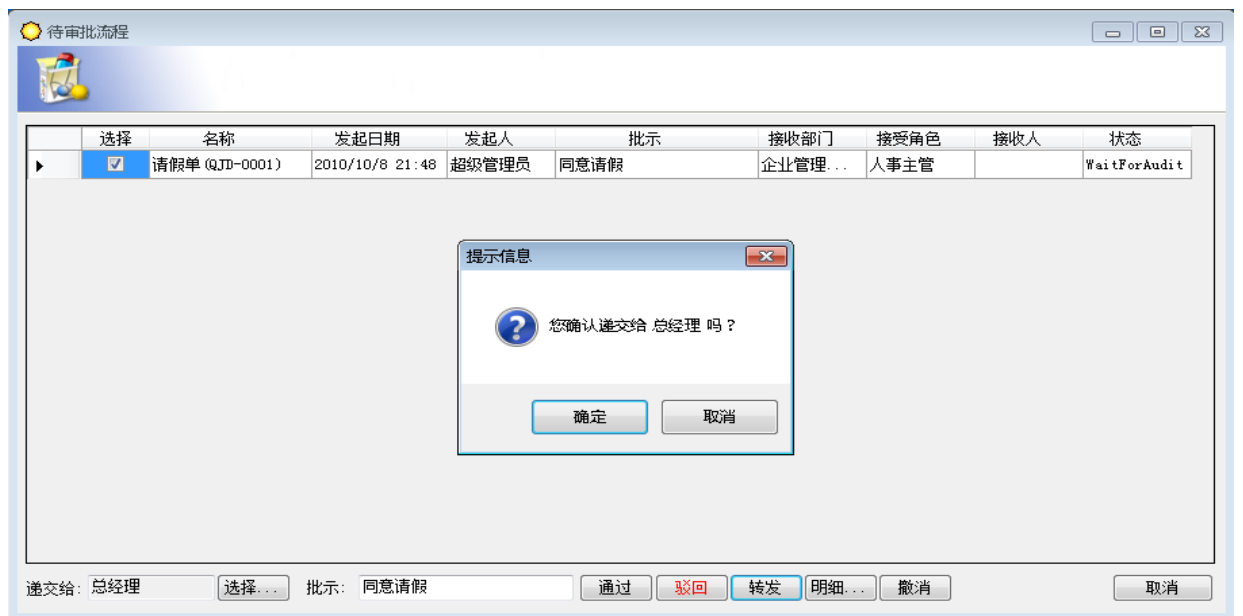 待审批流程
选择 名称 发起日期 发起人 批示 接收部门 接受角色 接收人 状态
请假单(QJD-0001) 2010/10/8 21:48 超级管理员 同意请假 企业管理... 人事主管 WaitForAudit
提示信息
您确认递交给 总经理 吗？
确定 取消
递交给: 总经理 选择... 批示: 同意请假 通过 驳回 转发 明细... 撤消 取消